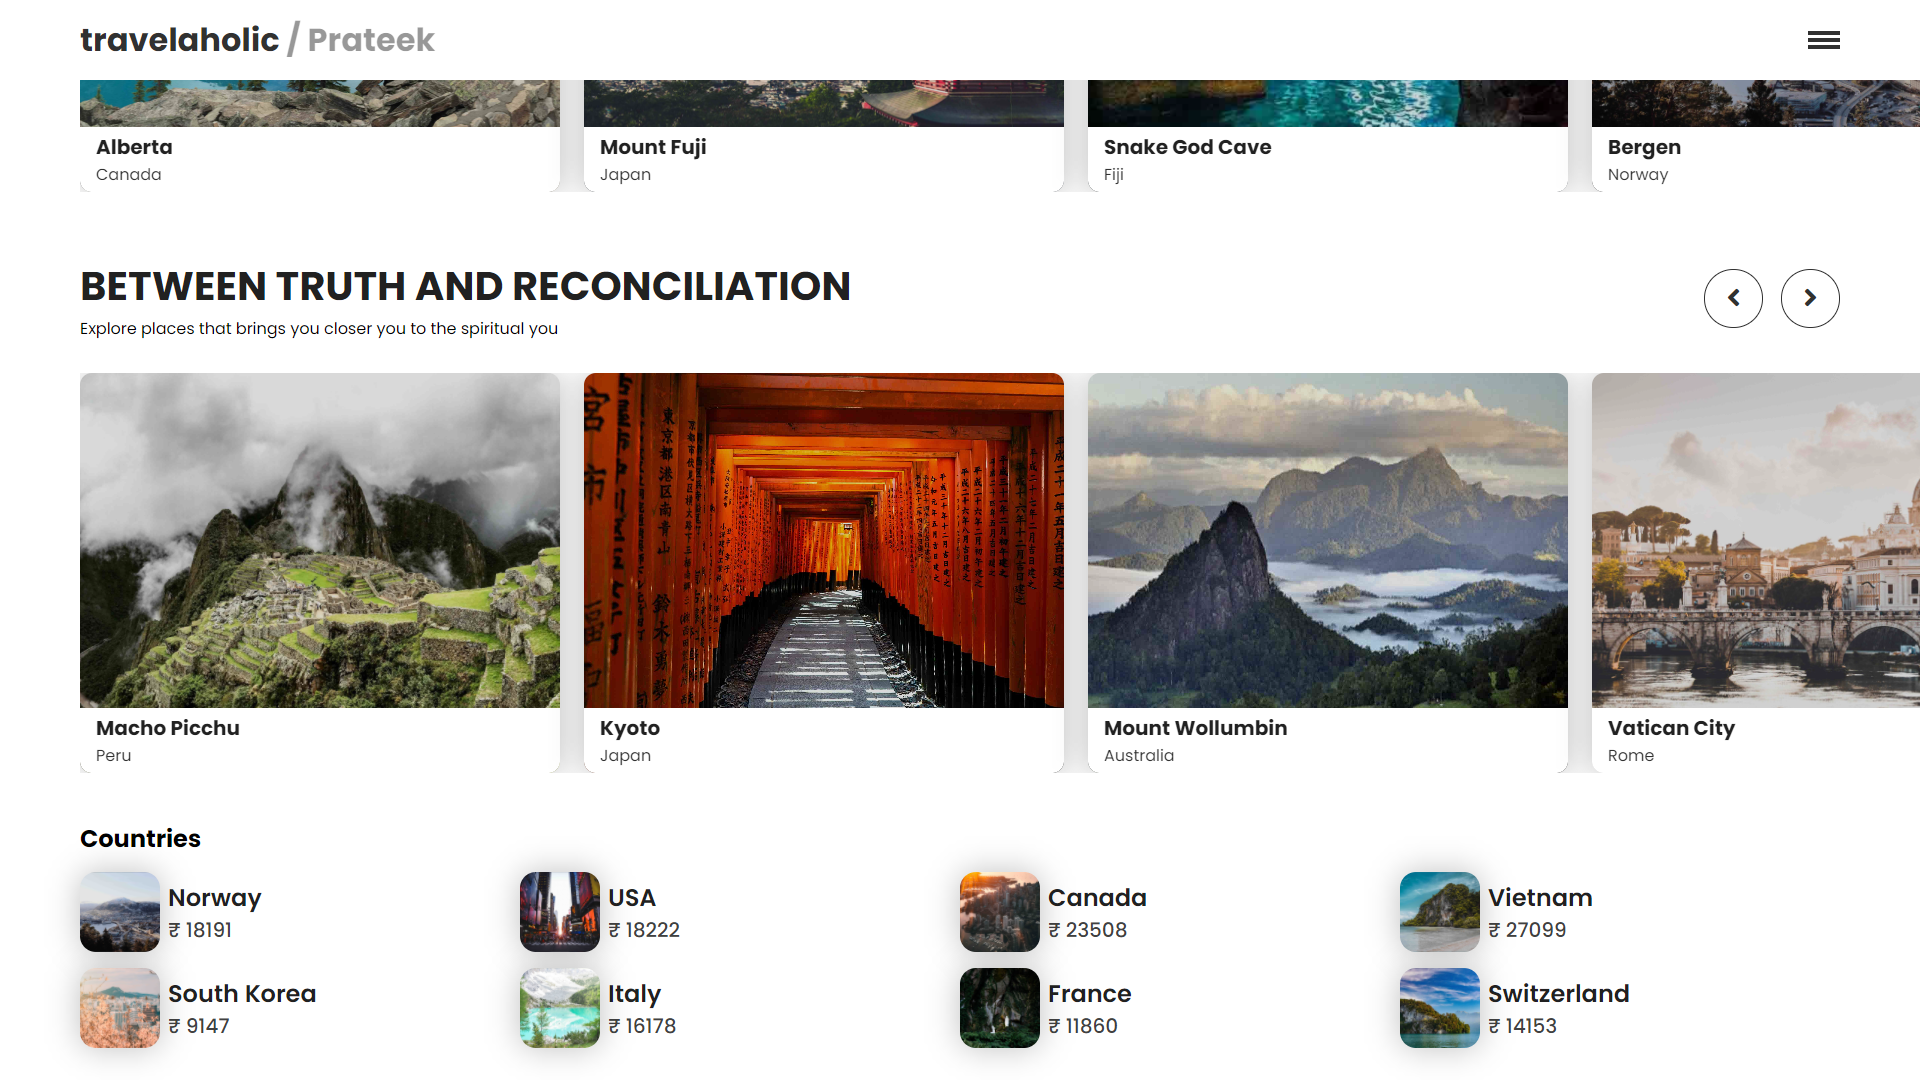 travelaholic / Prateek
Alberta
Canada
Mount Fuji
Japan
Snake God Cave
Fiji
Bergen
Norway
BETWEEN TRUTH AND RECONCILIATION
Explore places that brings you closer you to the spiritual you
Macho Picchu
Peru
Kyoto
Japan
Mount Wollumbin
Australia
Vatican City
Rome
Countries
Norway
₹ 18191
USA
₹ 18222
Canada
₹ 23508
Vietnam
₹ 27099
South Korea
₹ 9147
Italy
₹ 16178
France
₹ 11860
Switzerland
₹ 14153